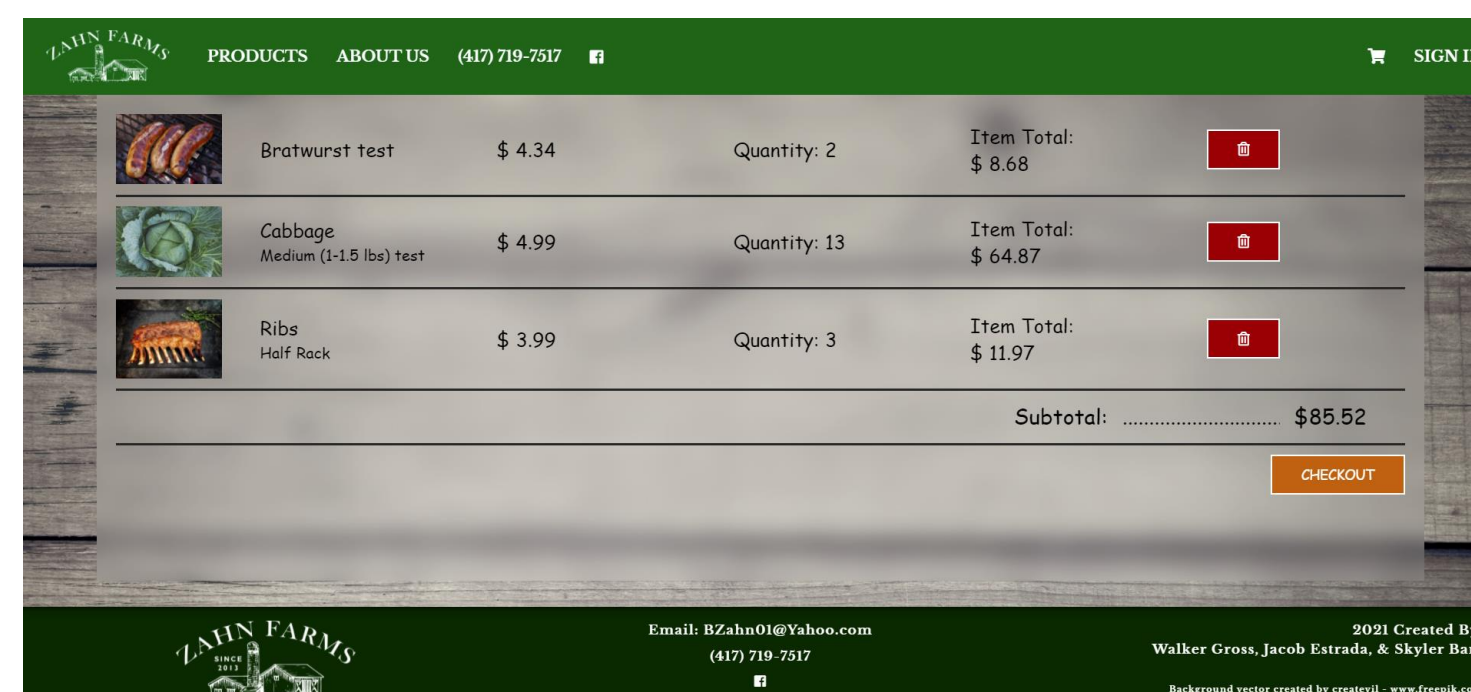 ZAHN FARMS
PRODUCTS ABOUT US (417) 719-7517
SIGN I
Bratwurst test $ 4.34 Quantity: 2 Item Total:
$ 8.68
Cabbage
Medium (1-1.5 lbs) test $ 4.99 Quantity: 13 Item Total:
$ 64.87
Ribs
Half Rack $ 3.99 Quantity: 3 Item Total:
$ 11.97
Subtotal: .............................. $85.52
CHECKOUT
ZAHN FARMS
SINCE
2013
Email: BZahn01@Yahoo.com
(417) 719-7517
2021 Created B
Walker Gross, Jacob Estrada, & Skyler Bar
Background vector created by createvil - www.freepik.co